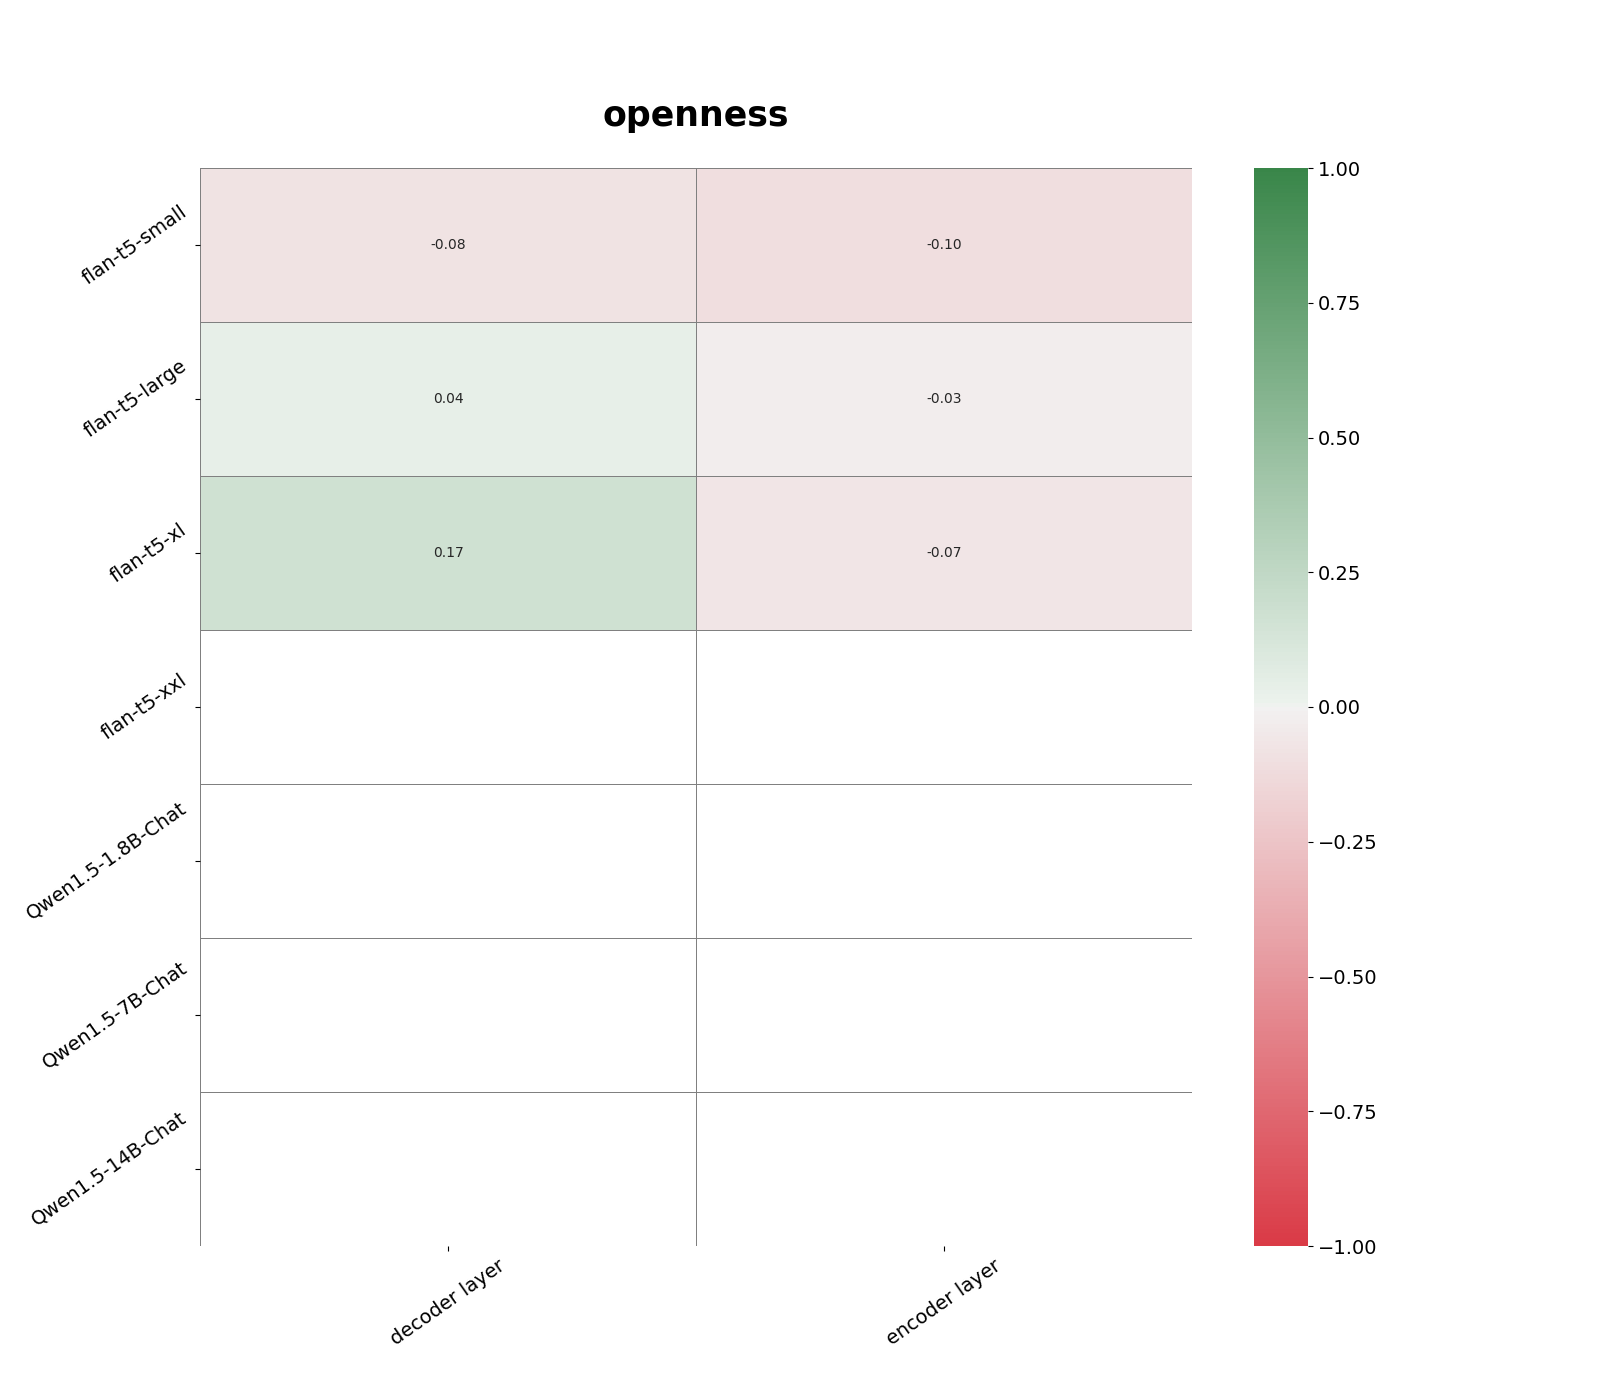 openness
flan-t5-small
-0.08
-0.10
flan-t5-large
0.04
-0.03
flan-t5-xl
0.17
-0.07
flan-t5-xxl
Qwen1.5-1.8B-Chat
Qwen1.5-7B-Chat
Qwen1.5-14B-Chat
decoder layer
encoder layer
1.00
0.75
0.50
0.25
0.00
−0.25
−0.50
−0.75
−1.00